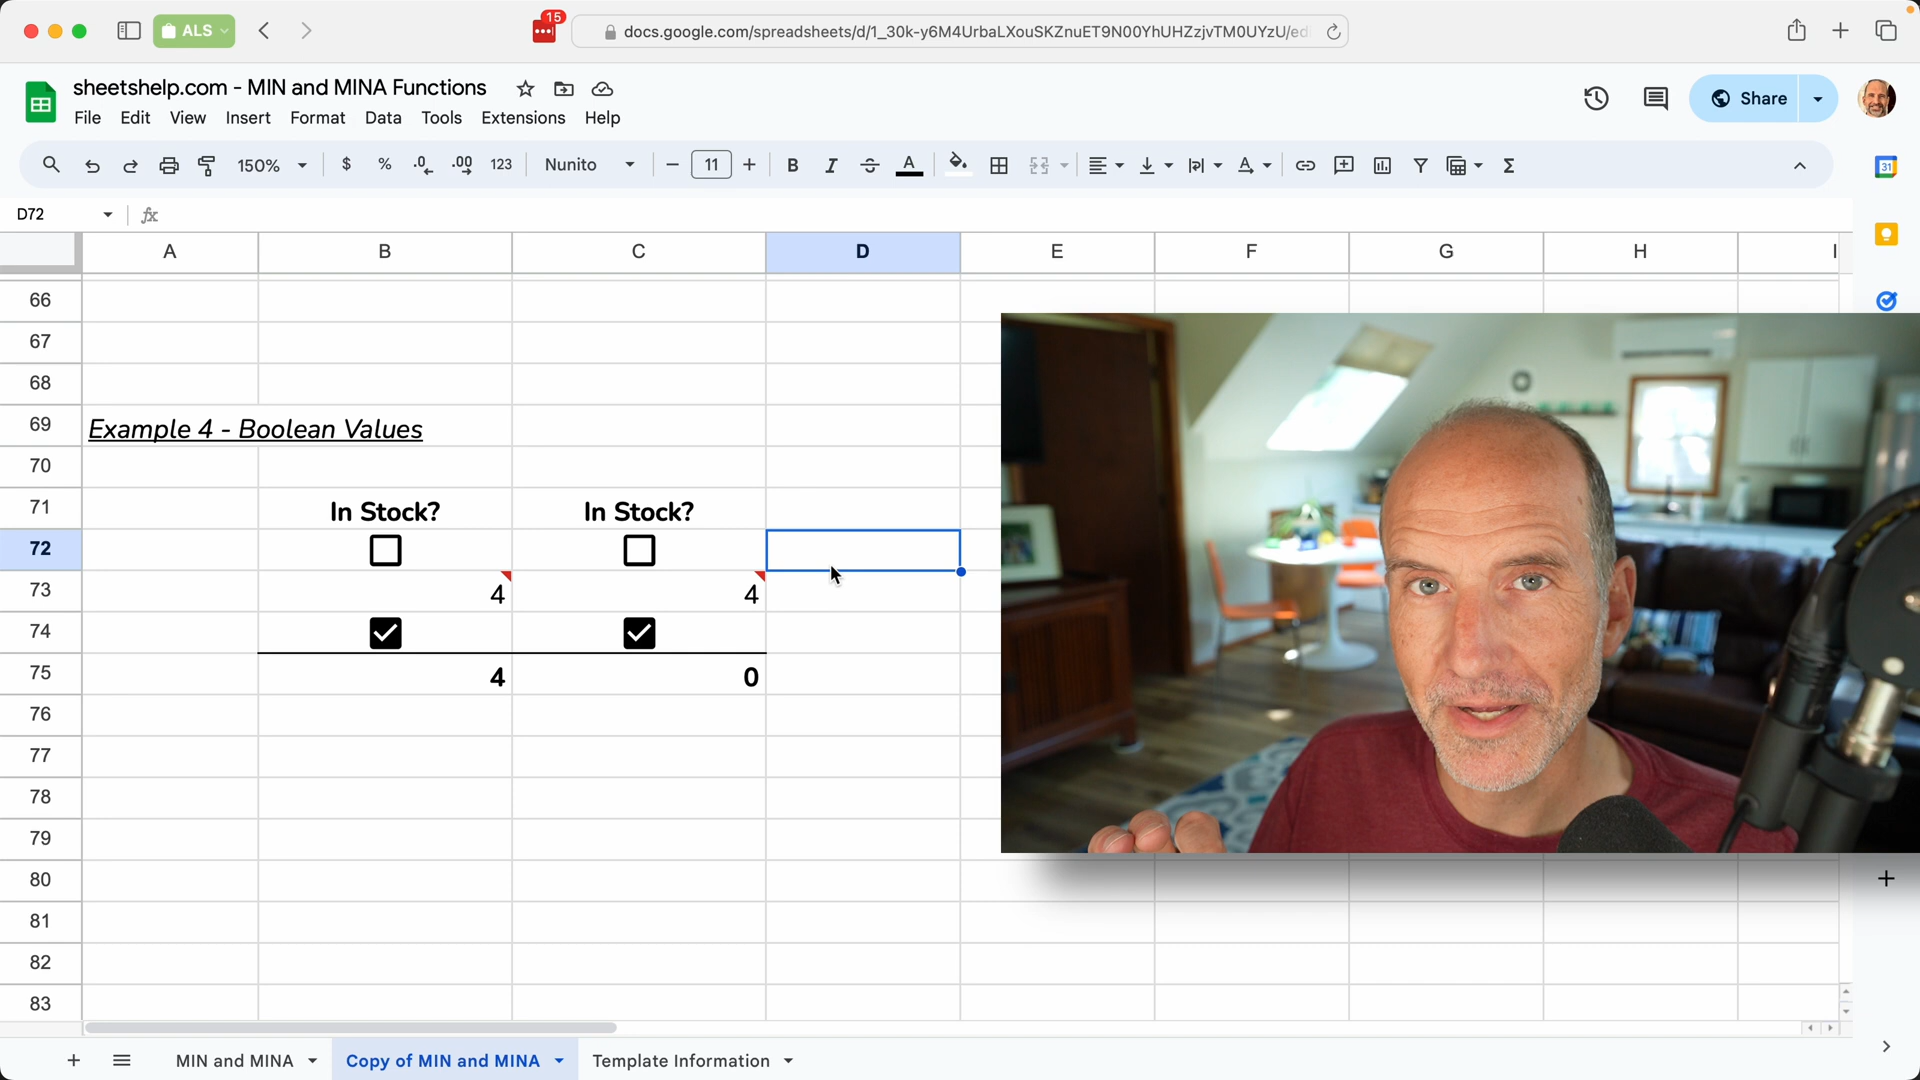 ALS
15
docs.google.com/spreadsheets/d/1_30k-y6M4UrbaLXouSKZnuET9N00YhUHZzjvTM0UYzU/ed
sheetshelp.com - MIN and MINA Functions
File Edit View Insert Format Data Tools Extensions Help
Share
150% $ % .0 .00 123 Nunito 11 B I S A A Σ
31
D72 fx
A B C D E F G H I
66
67
68
69 Example 4 - Boolean Values
70
71 In Stock? In Stock?
72
73 4 4
74
75 4 0
76
77
78
79
80
81
82
83
MIN and MINA Copy of MIN and MINA Template Information